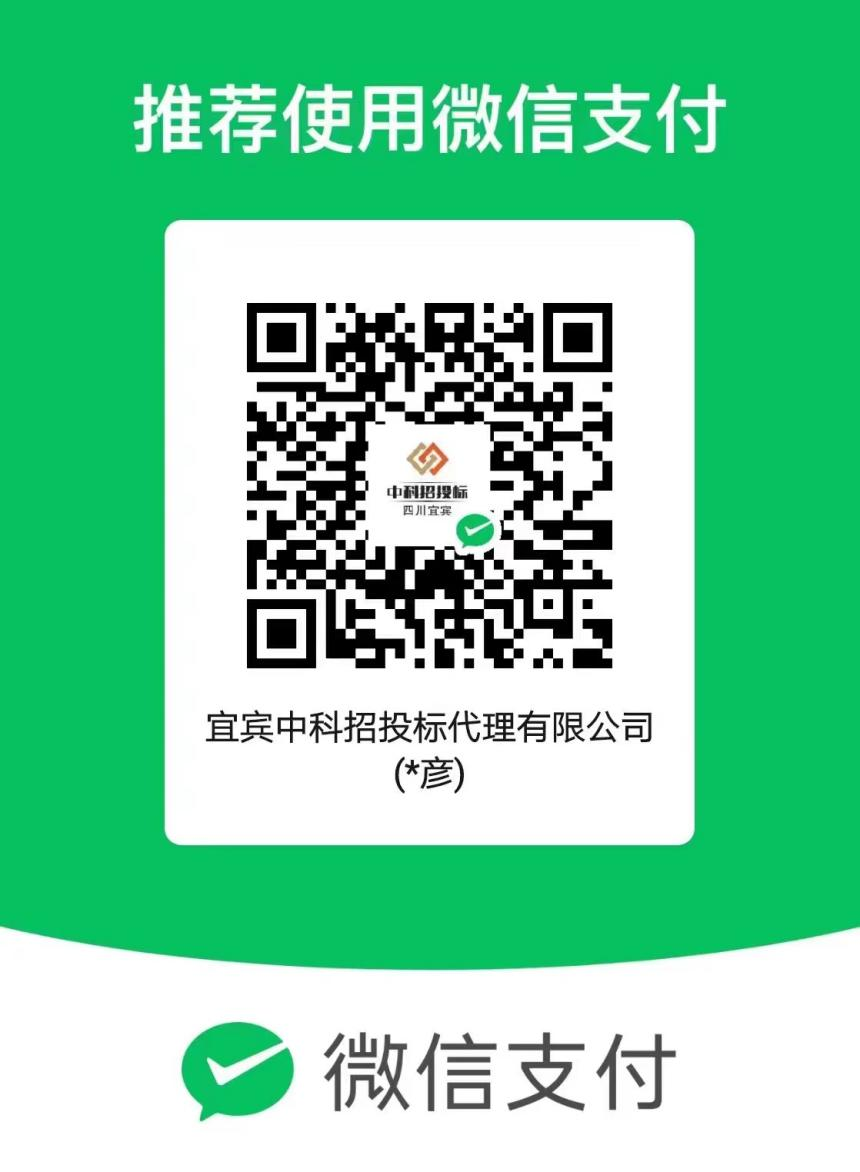 推荐使用微信支付
中科招投标
四川宜宾
宜宾中科招投标代理有限公司
(*彦)
微信支付